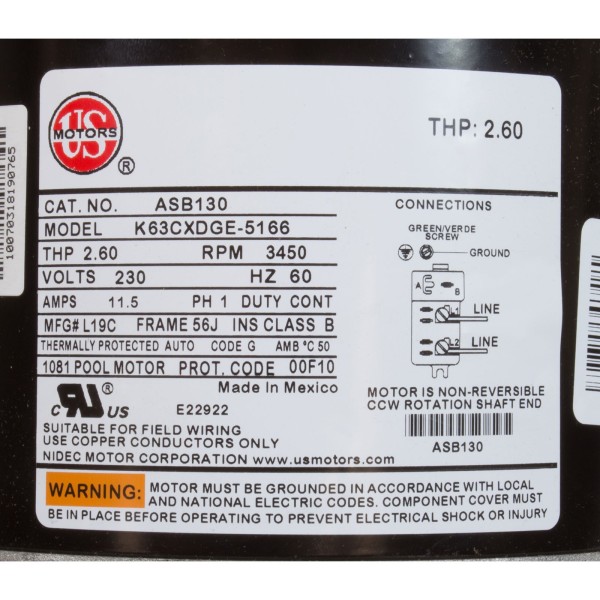 US
MOTORS
®
THP: 2.60
CAT. NO. ASB130
MODEL K63CXDGE-5166
THP 2.60 RPM 3450
VOLTS 230 HZ 60
AMPS 11.5 PH 1 DUTY CONT
MFG# L19C FRAME 56J INS CLASS B
THERMALLY PROTECTED AUTO CODE G AMB °C 50
1081 POOL MOTOR PROT. CODE 00F10
Made In Mexico
c RU ® US E22922
SUITABLE FOR FIELD WIRING
USE COPPER CONDUCTORS ONLY
NIDEC MOTOR CORPORATION www.usmotors.com
CONNECTIONS
GREEN/VERDE
SCREW
GROUND
A B
L1 LINE
L2 LINE
MOTOR IS NON-REVERSIBLE
CCW ROTATION SHAFT END
ASB130
WARNING: MOTOR MUST BE GROUNDED IN ACCORDANCE WITH LOCAL
AND NATIONAL ELECTRIC CODES. COMPONENT COVER MUST
BE IN PLACE BEFORE OPERATING TO PREVENT ELECTRICAL SHOCK OR INJURY
10070318190765